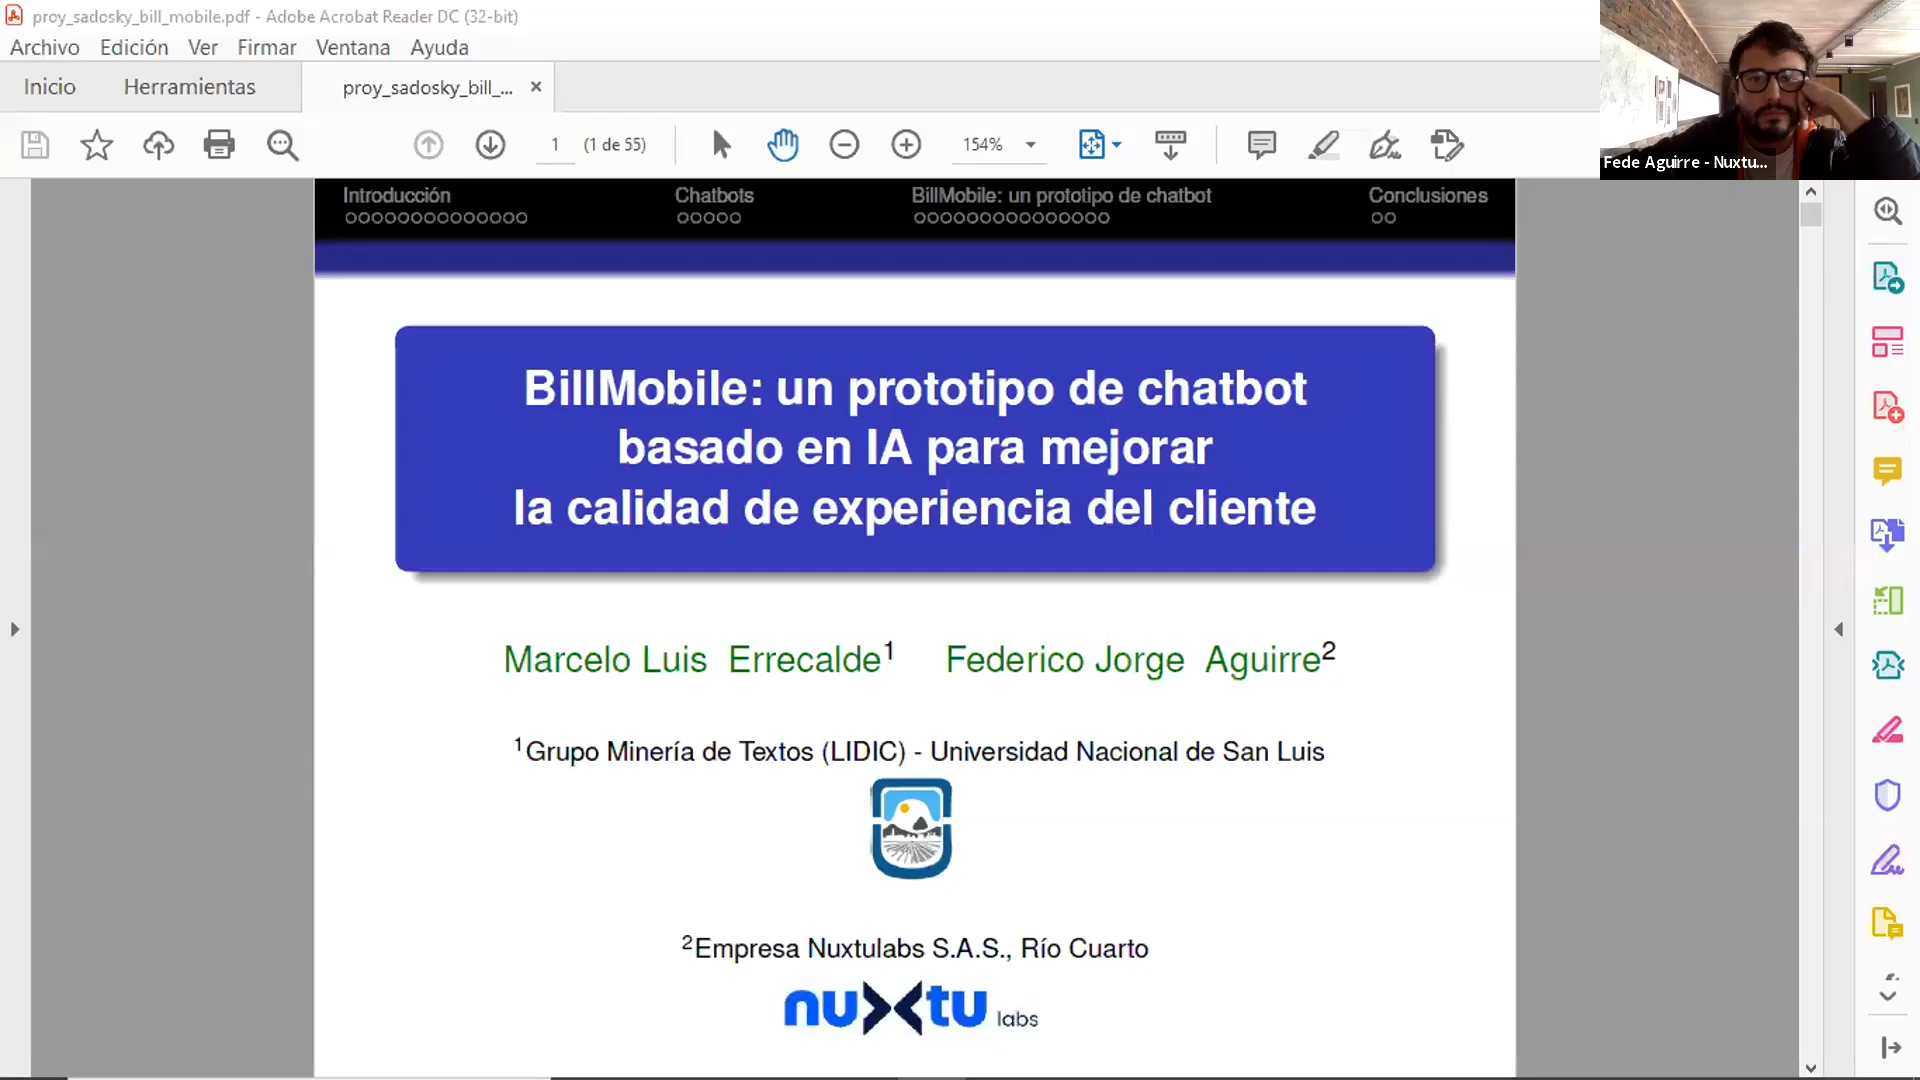 proy_sadosky_bill_mobile.pdf - Adobe Acrobat Reader DC (32-bit)
Archivo Edición Ver Firmar Ventana Ayuda
Inicio Herramientas proy_sadosky_bill_... ×
1 (1 de 55) 154%
Fede Aguirre - Nuxtu...
Introducción Chatbots BillMobile: un prototipo de chatbot Conclusiones
BillMobile: un prototipo de chatbot
basado en IA para mejorar
la calidad de experiencia del cliente
Marcelo Luis Errecalde¹ Federico Jorge Aguirre²
¹Grupo Minería de Textos (LIDIC) - Universidad Nacional de San Luis
²Empresa Nuxtulabs S.A.S., Río Cuarto
nuxtu labs